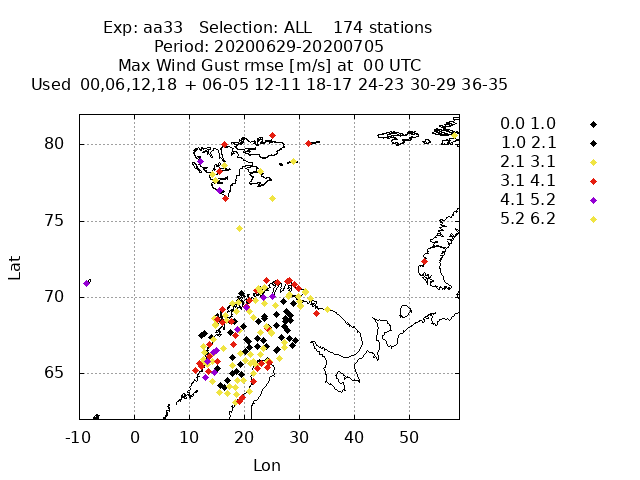 Exp: aa33 Selection: ALL 174 stations
Period: 20200629-20200705
Max Wind Gust rmse [m/s] at 00 UTC
Used 00,06,12,18 + 06-05 12-11 18-17 24-23 30-29 36-35
0.0 1.0
1.0 2.1
2.1 3.1
3.1 4.1
4.1 5.2
5.2 6.2
80
75
70
65
Lat
-10 0 10 20 30 40 50
Lon